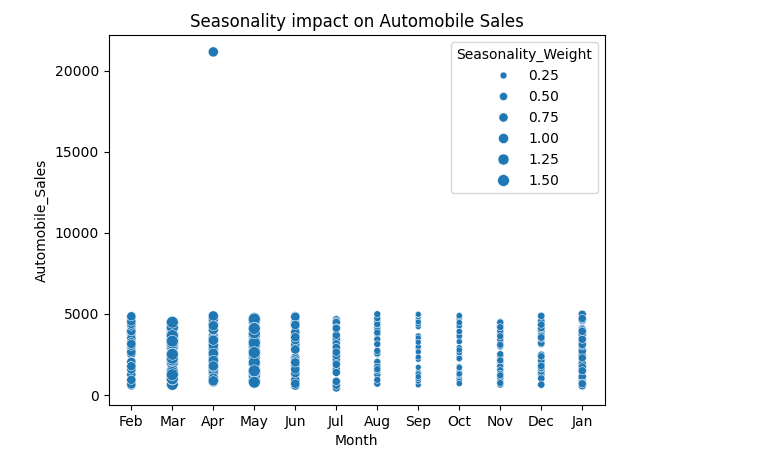 Seasonality impact on Automobile Sales
Seasonality_Weight
0.25
0.50
0.75
1.00
1.25
1.50
Automobile_Sales
20000
15000
10000
5000
0
Feb Mar Apr May Jun Jul Aug Sep Oct Nov Dec Jan
Month